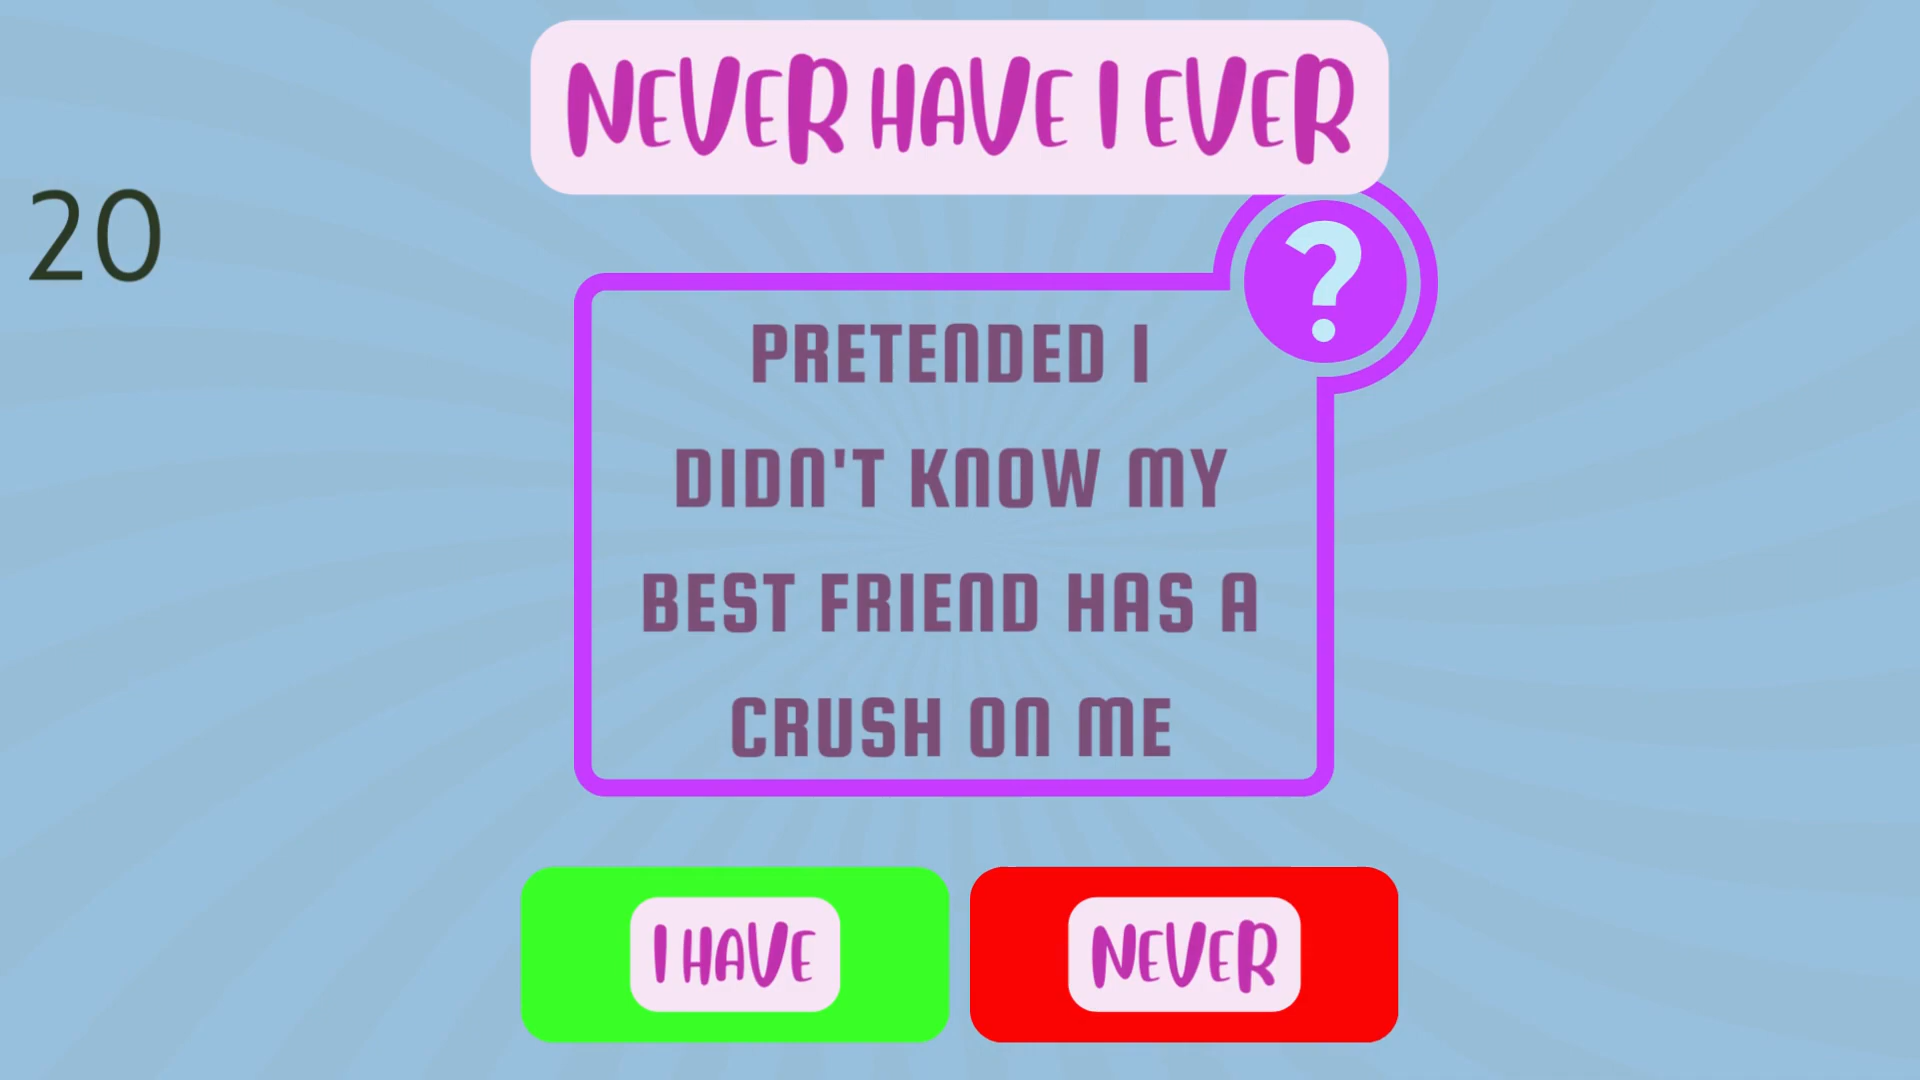 NEVER HAVE I EVER
20
?
PRETENDED I
DIDN'T KNOW MY
BEST FRIEND HAS A
CRUSH ON ME
I HAVE
NEVER